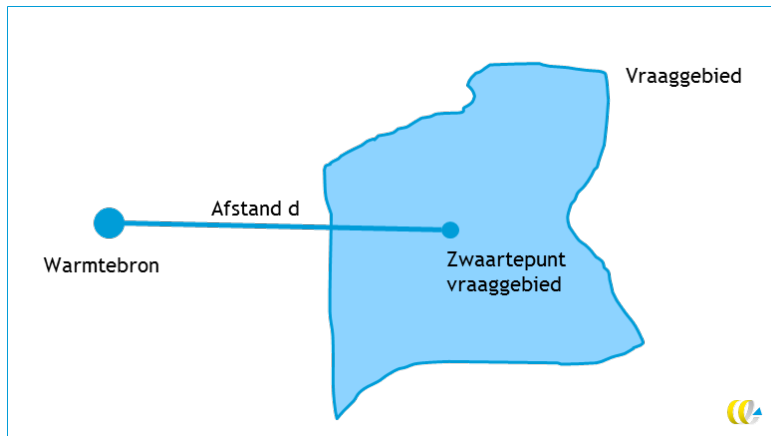 Vraaggebied
Afstand d
Warmtebron
Zwaartepunt
vraaggebied